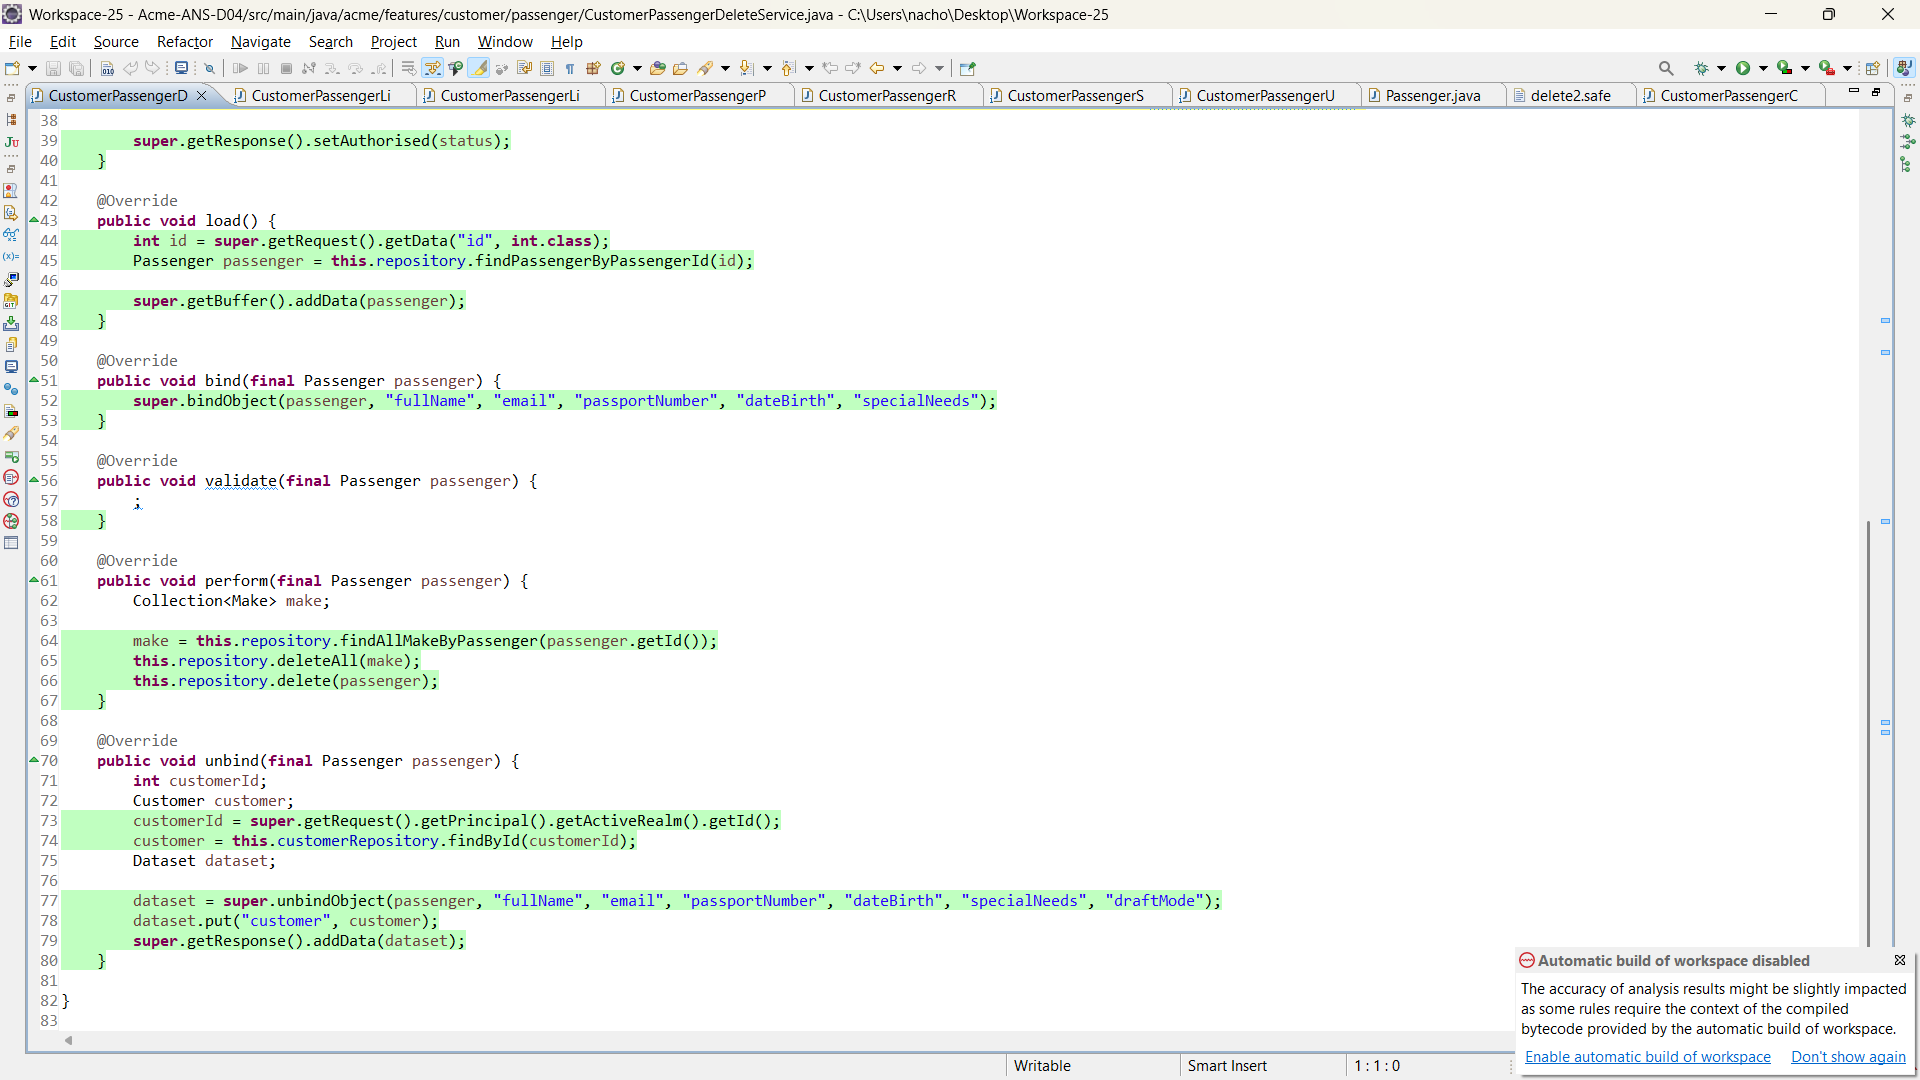 Workspace-25 - Acme-ANS-D04/src/main/java/acme/features/customer/passenger/CustomerPassengerDeleteService.java - C:\Users\nacho\Desktop\Workspace-25
File Edit Source Refactor Navigate Search Project Run Window Help
CustomerPassengerD CustomerPassengerLi CustomerPassengerLi CustomerPassengerP CustomerPassengerR CustomerPassengerS CustomerPassengerU Passenger.java delete2.safe CustomerPassengerC
38
39 super.getResponse().setAuthorised(status);
40 }
41
42 @Override
43 public void load() {
44 int id = super.getRequest().getData("id", int.class);
45 Passenger passenger = this.repository.findPassengerByPassengerId(id);
46
47 super.getBuffer().addData(passenger);
48 }
49
50 @Override
51 public void bind(final Passenger passenger) {
52 super.bindObject(passenger, "fullName", "email", "passportNumber", "dateBirth", "specialNeeds");
53 }
54
55 @Override
56 public void validate(final Passenger passenger) {
57 ;
58 }
59
60 @Override
61 public void perform(final Passenger passenger) {
62 Collection<Make> make;
63
64 make = this.repository.findAllMakeByPassenger(passenger.getId());
65 this.repository.deleteAll(make);
66 this.repository.delete(passenger);
67 }
68
69 @Override
70 public void unbind(final Passenger passenger) {
71 int customerId;
72 Customer customer;
73 customerId = super.getRequest().getPrincipal().getActiveRealm().getId();
74 customer = this.customerRepository.findById(customerId);
75 Dataset dataset;
76
77 dataset = super.unbindObject(passenger, "fullName", "email", "passportNumber", "dateBirth", "specialNeeds", "draftMode");
78 dataset.put("customer", customer);
79 super.getResponse().addData(dataset);
80 }
81
82 }
83
Automatic build of workspace disabled
The accuracy of analysis results might be slightly impacted
as some rules require the context of the compiled
bytecode provided by the automatic build of workspace.
Enable automatic build of workspace Don't show again
Writable Smart Insert 1 : 1 : 0